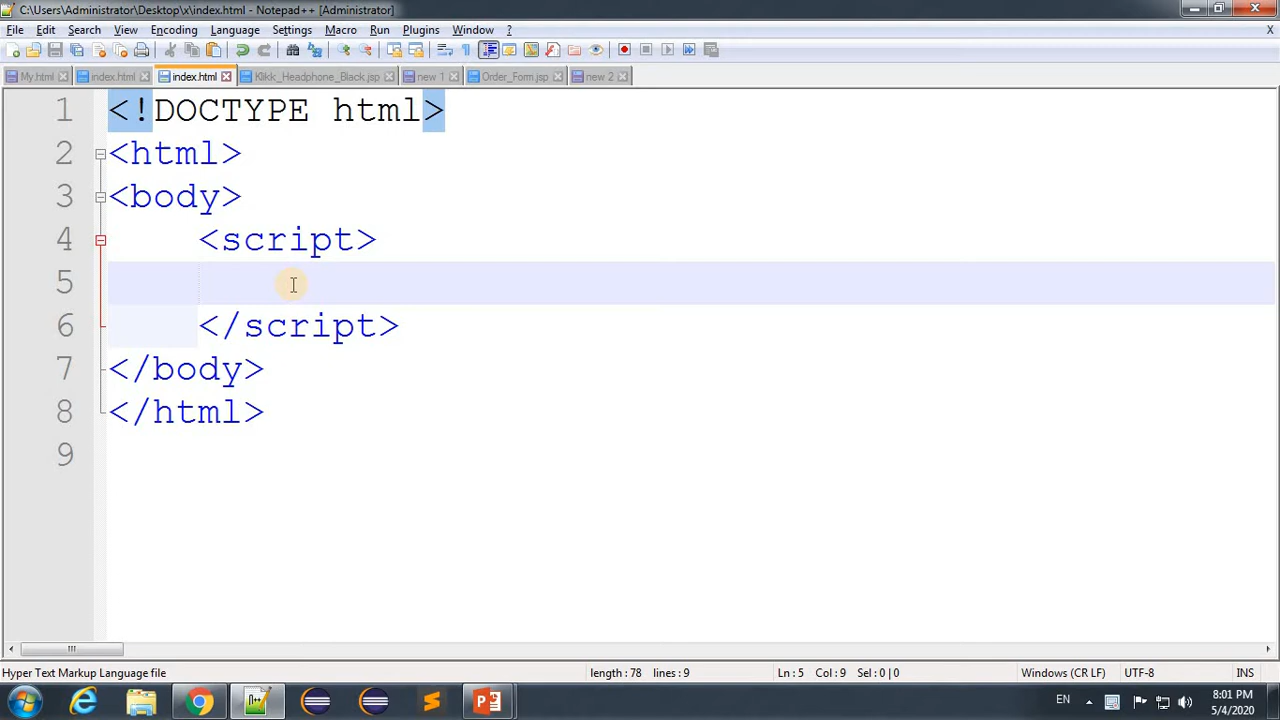 C:\Users\Administrator\Desktop\x\index.html - Notepad++ [Administrator]
File Edit Search View Encoding Language Settings Macro Run Plugins Window ? X
My.html index.html index.html Klikk_Headphone_Black.jsp new 1 Order_Form.jsp new 2
1 <!DOCTYPE html>
2 <html>
3 <body>
4 <script>
5
6 </script>
7 </body>
8 </html>
9
Hyper Text Markup Language file length : 78 lines : 9 Ln : 5 Col : 9 Sel : 0 | 0 Windows (CR LF) UTF-8 INS
EN 8:01 PM
5/4/2020